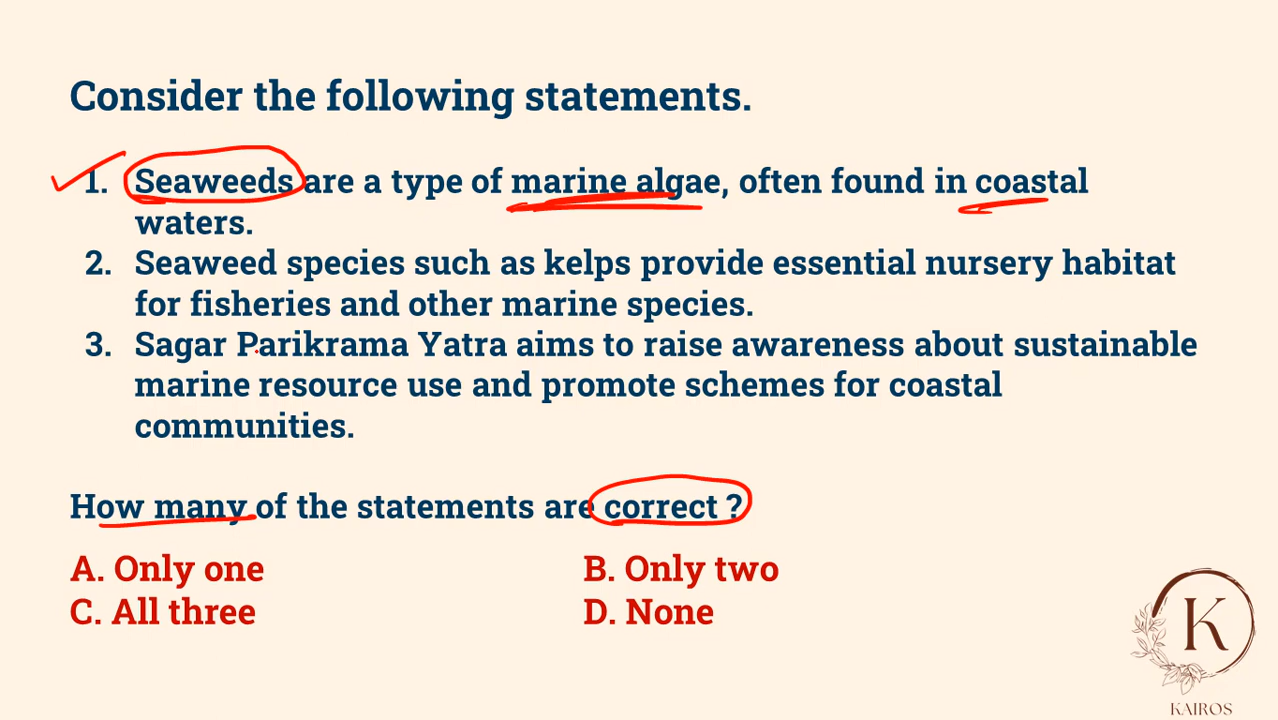 Consider the following statements.
1. Seaweeds are a type of marine algae, often found in coastal
waters.
2. Seaweed species such as kelps provide essential nursery habitat
for fisheries and other marine species.
3. Sagar Parikrama Yatra aims to raise awareness about sustainable
marine resource use and promote schemes for coastal
communities.
How many of the statements are correct ?
A. Only one
B. Only two
C. All three
D. None
K
KAIROS